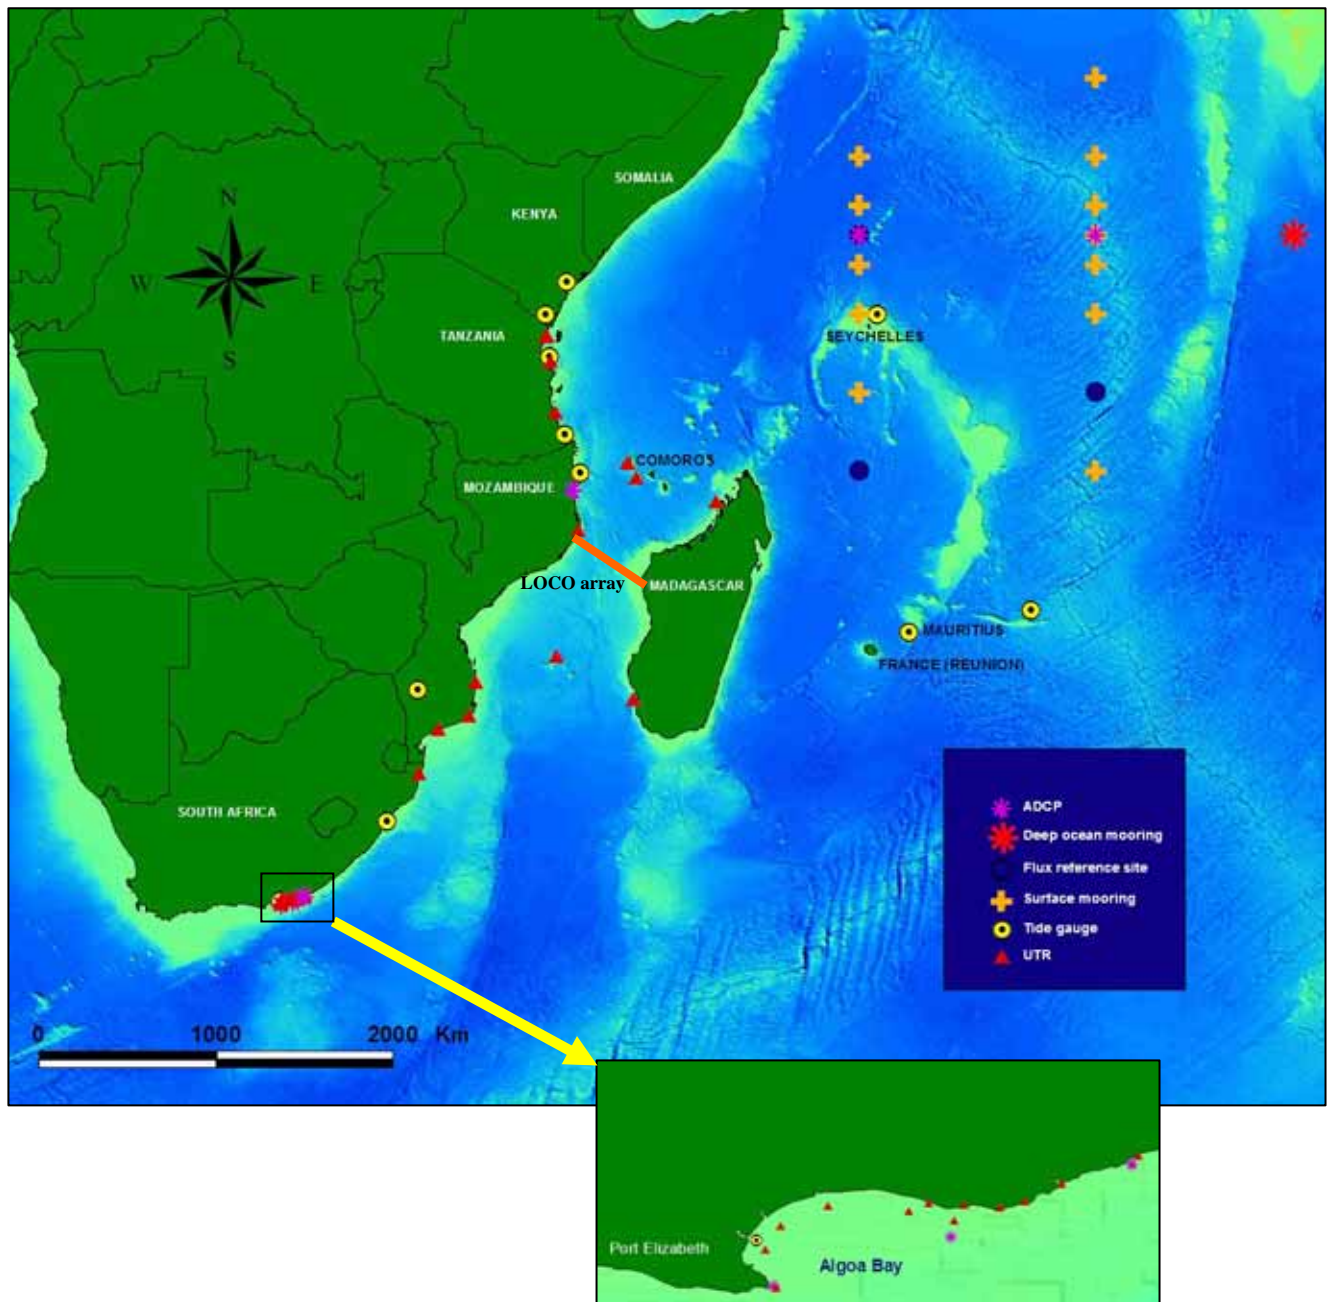 SOMALIA
KENYA
N
W
E
S
TANZANIA
SEYCHELLES
COMOROS
MOZAMBIQUE
LOCO array
MADAGASCAR
MAURITIUS
FRANCE (REUNION)
SOUTH AFRICA
ADCP
Deep ocean mooring
Flux reference site
Surface mooring
Tide gauge
UTR
0 1000 2000 Km
Port Elizabeth
Algoa Bay